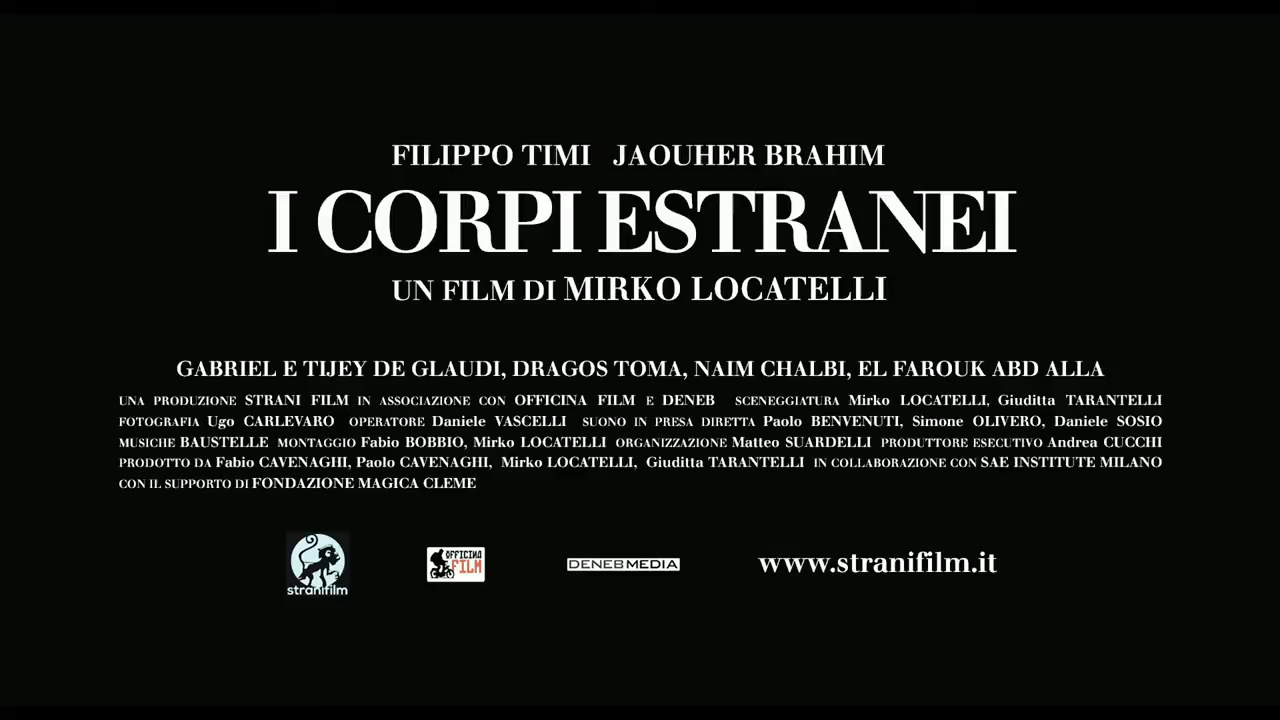 FILIPPO TIMI JAOUHER BRAHIM
I CORPI ESTRANEI
UN FILM DI MIRKO LOCATELLI
GABRIEL E TIJEY DE GLAUDI, DRAGOS TOMA, NAIM CHALBI, EL FAROUK ABD ALLA
UNA PRODUZIONE STRANI FILM IN ASSOCIAZIONE CON OFFICINA FILM E DENEB SCENEGGIATURA Mirko LOCATELLI, Giuditta TARANTELLI
FOTOGRAFIA Ugo CARLEVARO OPERATORE Daniele VASCELLI SUONO IN PRESA DIRETTA Paolo BENVENUTI, Simone OLIVERO, Daniele SOSIO
MUSICHE BAUSTELLE MONTAGGIO Fabio BOBBIO, Mirko LOCATELLI ORGANIZZAZIONE Matteo SUARDELLI PRODUTTORE ESECUTIVO Andrea CUCCHI
PRODOTTO DA Fabio CAVENAGHI, Paolo CAVENAGHI, Mirko LOCATELLI, Giuditta TARANTELLI IN COLLABORAZIONE CON SAE INSTITUTE MILANO
CON IL SUPPORTO DI FONDAZIONE MAGICA CLEME
stranifilm
OFFICINA
FILM
DENEBMEDIA
www.stranifilm.it